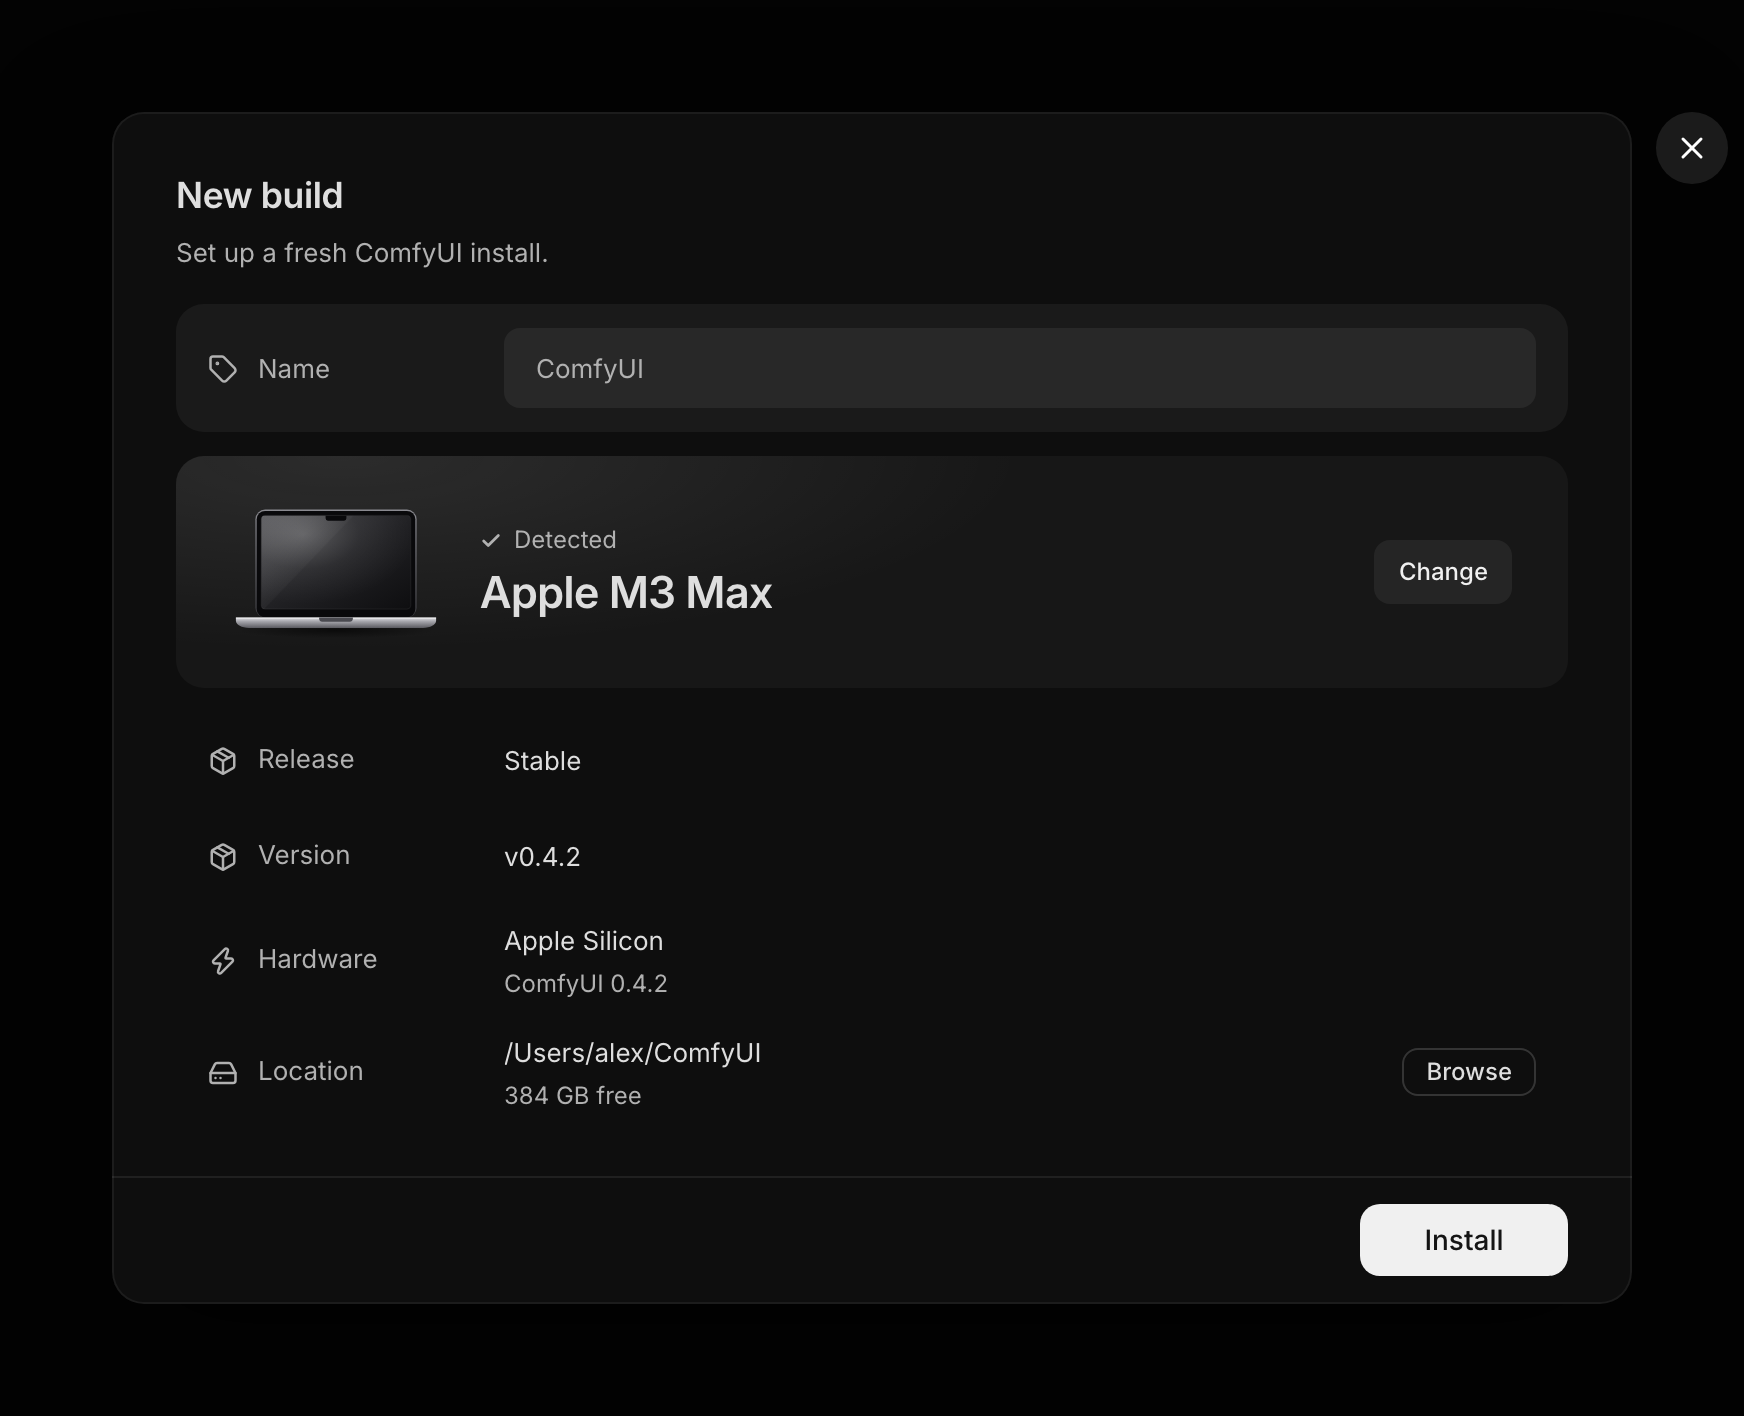 New build
Set up a fresh ComfyUI install.
Name
ComfyUI
Detected
Apple M3 Max
Change
Release
Stable
Version
v0.4.2
Hardware
Apple Silicon
ComfyUI 0.4.2
Location
/Users/alex/ComfyUI
384 GB free
Browse
Install